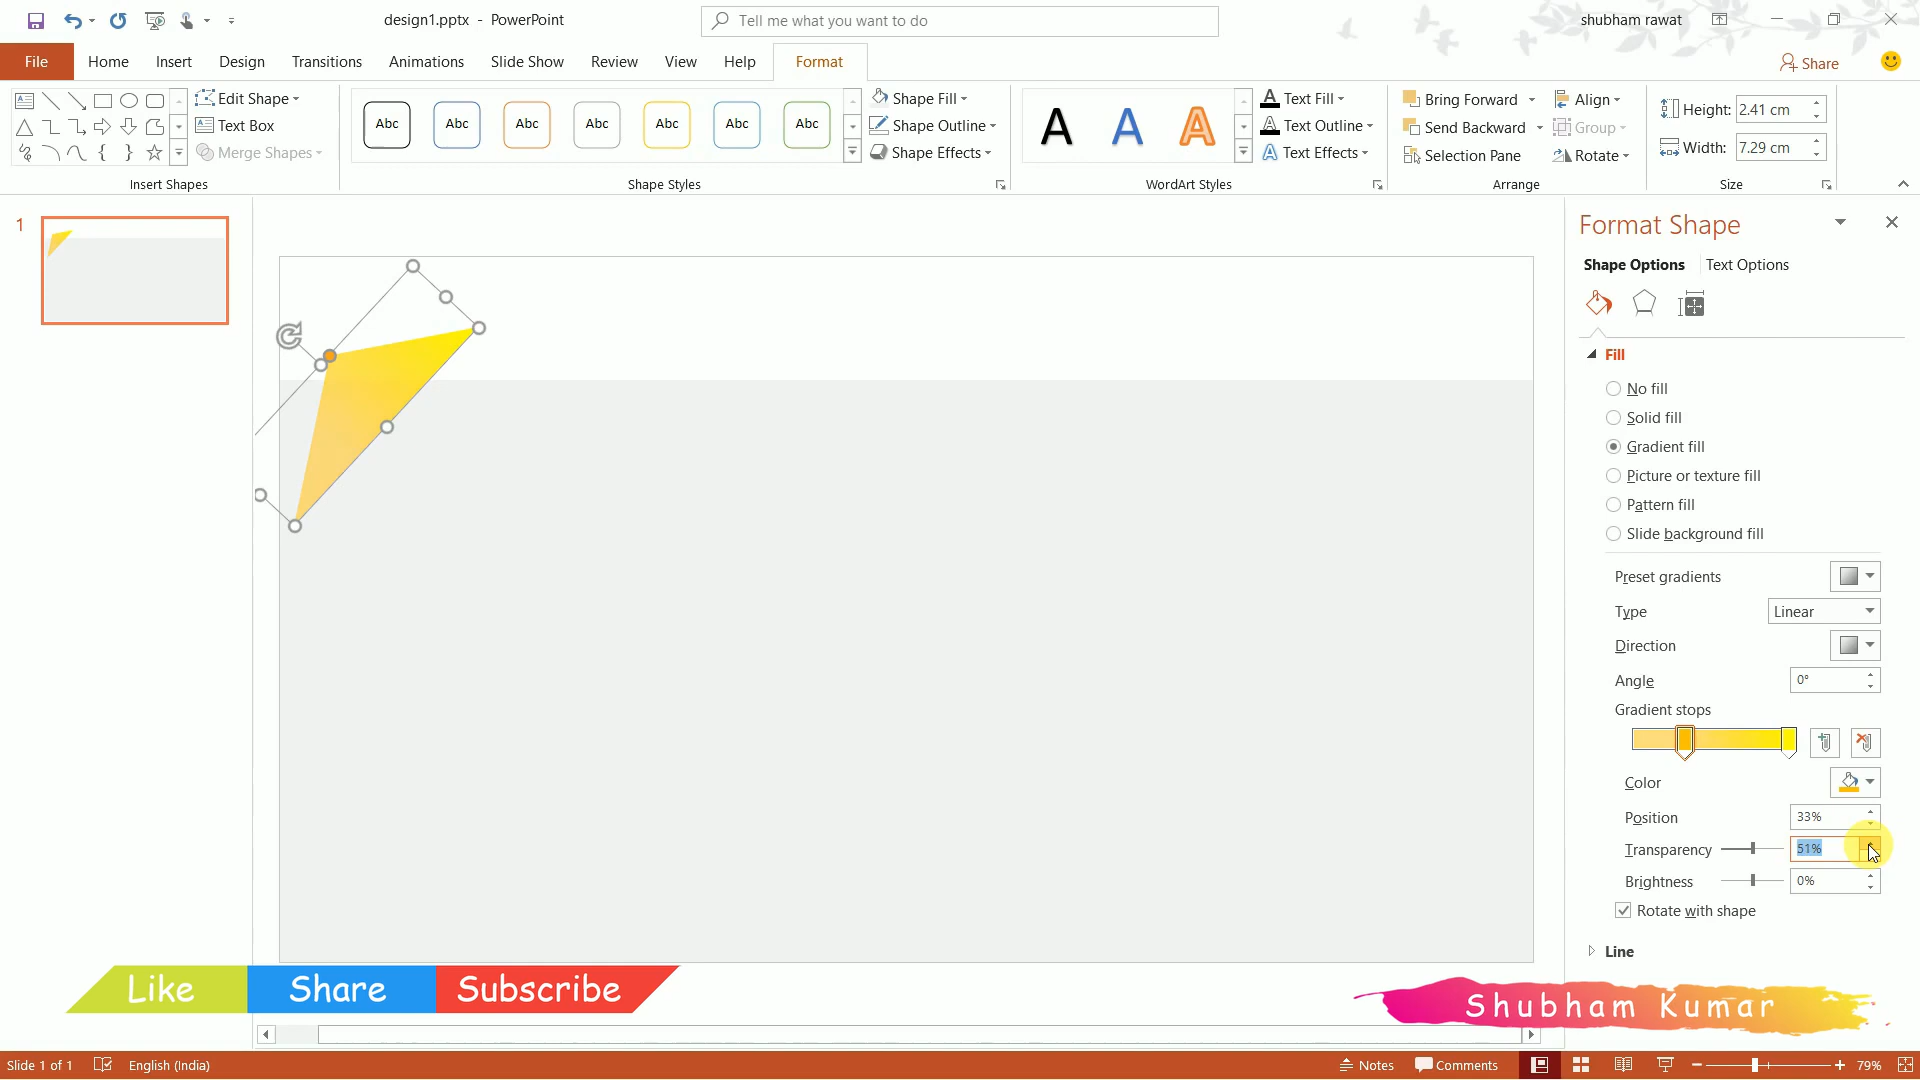 design1.pptx - PowerPoint
Tell me what you want to do
shubham rawat
File Home Insert Design Transitions Animations Slide Show Review View Help Format
Share
Edit Shape
Text Box
Merge Shapes
Insert Shapes
Abc Abc Abc Abc Abc Abc Abc
Shape Fill
Shape Outline
Shape Effects
Shape Styles
A A A
Text Fill
Text Outline
Text Effects
WordArt Styles
Bring Forward
Send Backward
Selection Pane
Align
Group
Rotate
Arrange
Height: 2.41 cm
Width: 7.29 cm
Size
1
Format Shape
Shape Options Text Options
Fill
No fill
Solid fill
Gradient fill
Picture or texture fill
Pattern fill
Slide background fill
Preset gradients
Type Linear
Direction
Angle 0°
Gradient stops
Color
Position 33%
Transparency 51%
Brightness 0%
Rotate with shape
Line
Like Share Subscribe
Shubham Kumar
Slide 1 of 1 English (India) Notes Comments 79%